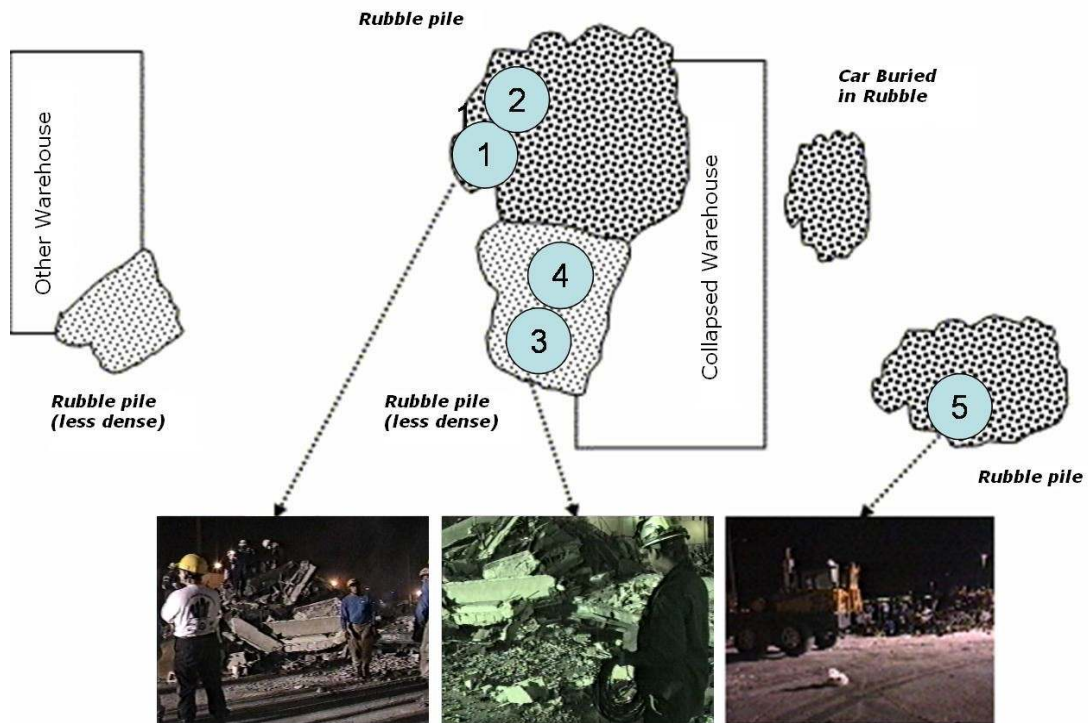 Rubble pile
Car Buried
in Rubble
Other Warehouse
2
1
1
4
3
Collapsed Warehouse
5
Rubble pile
(less dense)
Rubble pile
(less dense)
Rubble pile